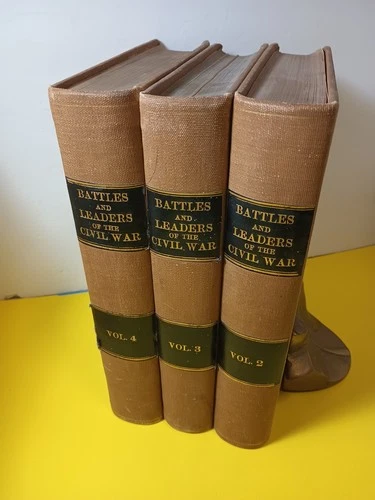 BATTLES
AND
LEADERS
OF THE
CIVIL WAR
VOL. 4
BATTLES
AND
LEADERS
OF THE
CIVIL WAR
VOL. 3
BATTLES
AND
LEADERS
OF THE
CIVIL WAR
VOL. 2